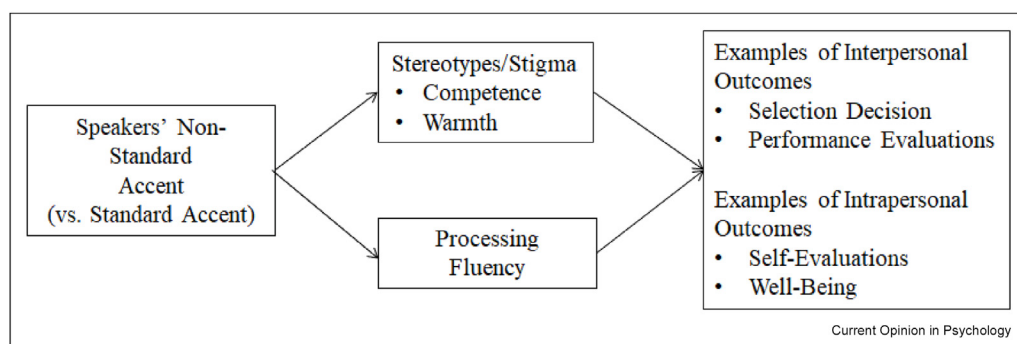 Speakers' Non-
Standard
Accent
(vs. Standard Accent)
Stereotypes/Stigma
• Competence
• Warmth
Processing
Fluency
Examples of Interpersonal
Outcomes
• Selection Decision
• Performance Evaluations
Examples of Intrapersonal
Outcomes
• Self-Evaluations
• Well-Being
Current Opinion in Psychology